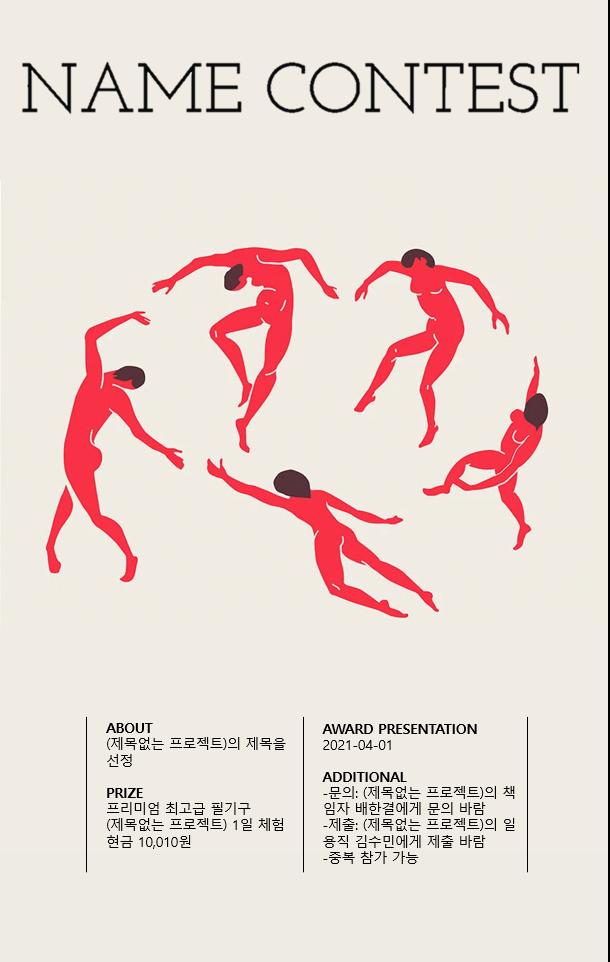 NAME CONTEST
ABOUT
(제목없는 프로젝트)의 제목을
선정
PRIZE
프리미엄 최고급 필기구
(제목없는 프로젝트) 1일 체험
현금 10,010원
AWARD PRESENTATION
2021-04-01
ADDITIONAL
-문의: (제목없는 프로젝트)의 책
임자 배한결에게 문의 바람
-제출: (제목없는 프로젝트)의 일
용직 김수민에게 제출 바람
-중복 참가 가능